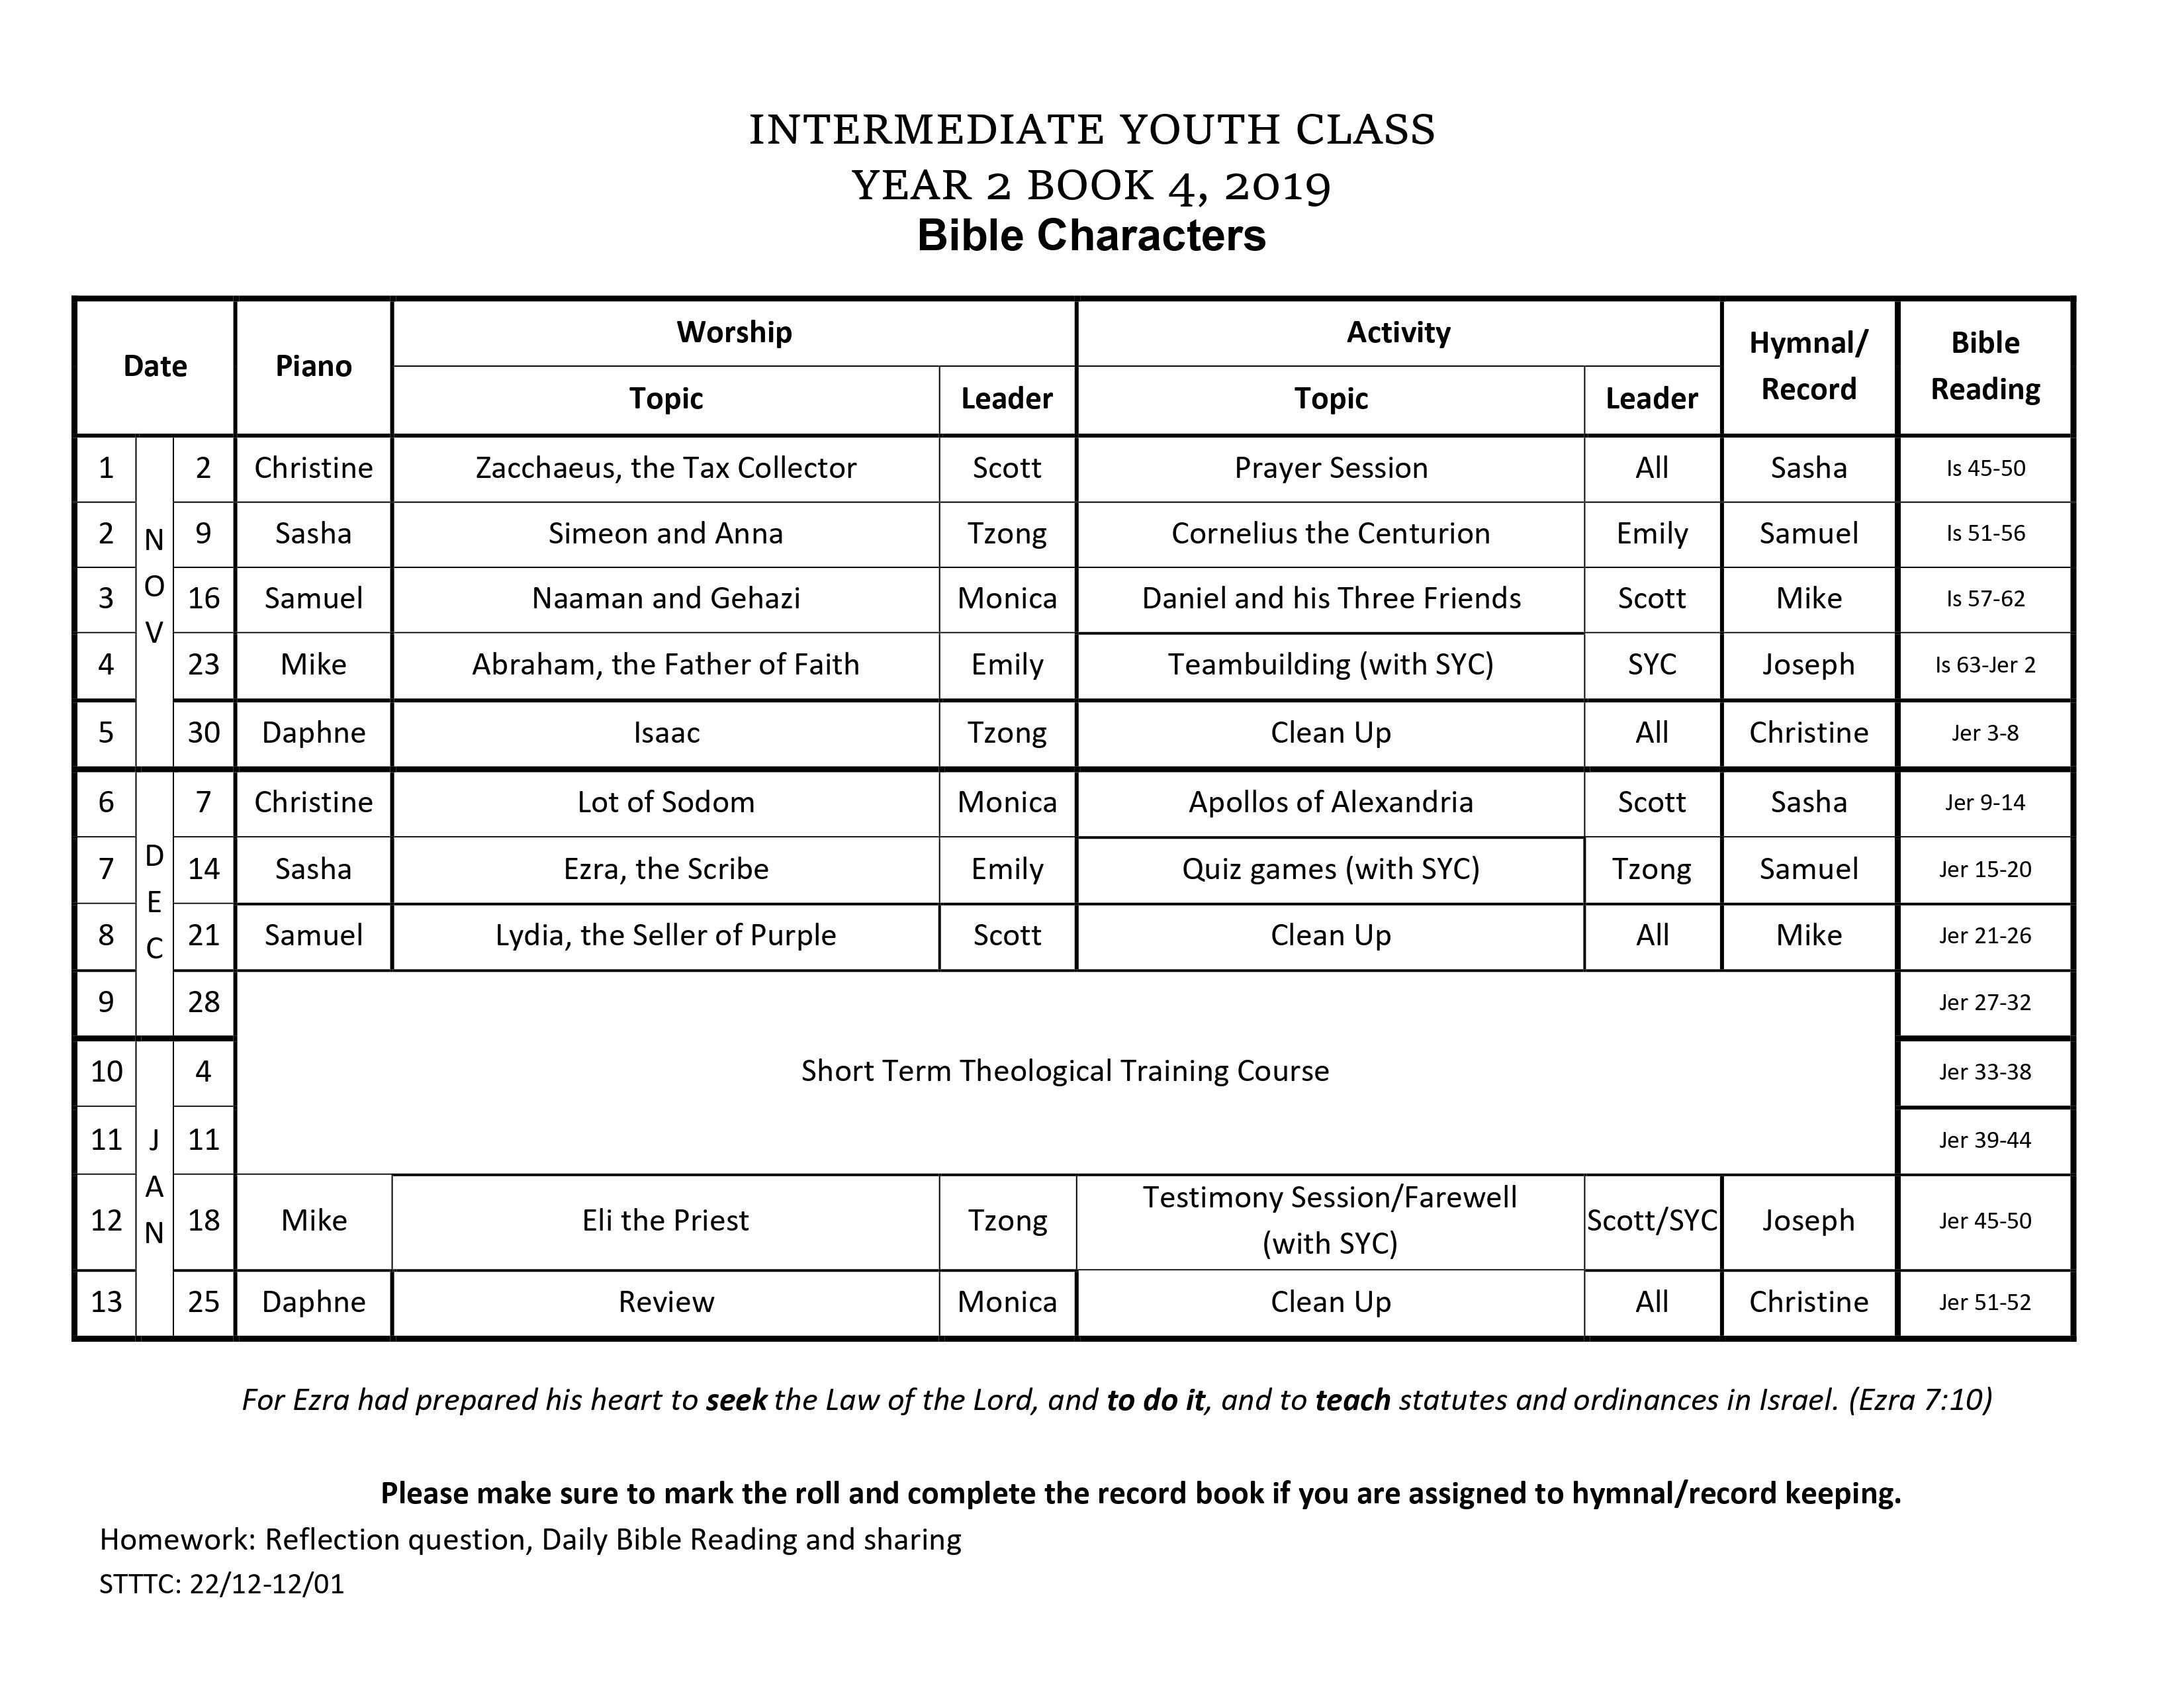 INTERMEDIATE YOUTH CLASS
YEAR 2 BOOK 4, 2019
Bible Characters
Date Piano Worship Activity Hymnal/ Record Bible Reading
Topic Leader Topic Leader
NOV
1 2 Christine Zacchaeus, the Tax Collector Scott Prayer Session All Sasha Is 45-50
2 9 Sasha Simeon and Anna Tzong Cornelius the Centurion Emily Samuel Is 51-56
3 16 Samuel Naaman and Gehazi Monica Daniel and his Three Friends Scott Mike Is 57-62
4 23 Mike Abraham, the Father of Faith Emily Teambuilding (with SYC) SYC Joseph Is 63-Jer 2
5 30 Daphne Isaac Tzong Clean Up All Christine Jer 3-8
DEC
6 7 Christine Lot of Sodom Monica Apollos of Alexandria Scott Sasha Jer 9-14
7 14 Sasha Ezra, the Scribe Emily Quiz games (with SYC) Tzong Samuel Jer 15-20
8 21 Samuel Lydia, the Seller of Purple Scott Clean Up All Mike Jer 21-26
9 28 Jer 27-32
JAN
10 4 Short Term Theological Training Course Jer 33-38
11 11 Jer 39-44
12 18 Mike Eli the Priest Tzong Testimony Session/Farewell (with SYC) Scott/SYC Joseph Jer 45-50
13 25 Daphne Review Monica Clean Up All Christine Jer 51-52
For Ezra had prepared his heart to seek the Law of the Lord, and to do it, and to teach statutes and ordinances in Israel. (Ezra 7:10)
Please make sure to mark the roll and complete the record book if you are assigned to hymnal/record keeping.
Homework: Reflection question, Daily Bible Reading and sharing
STTTC: 22/12-12/01